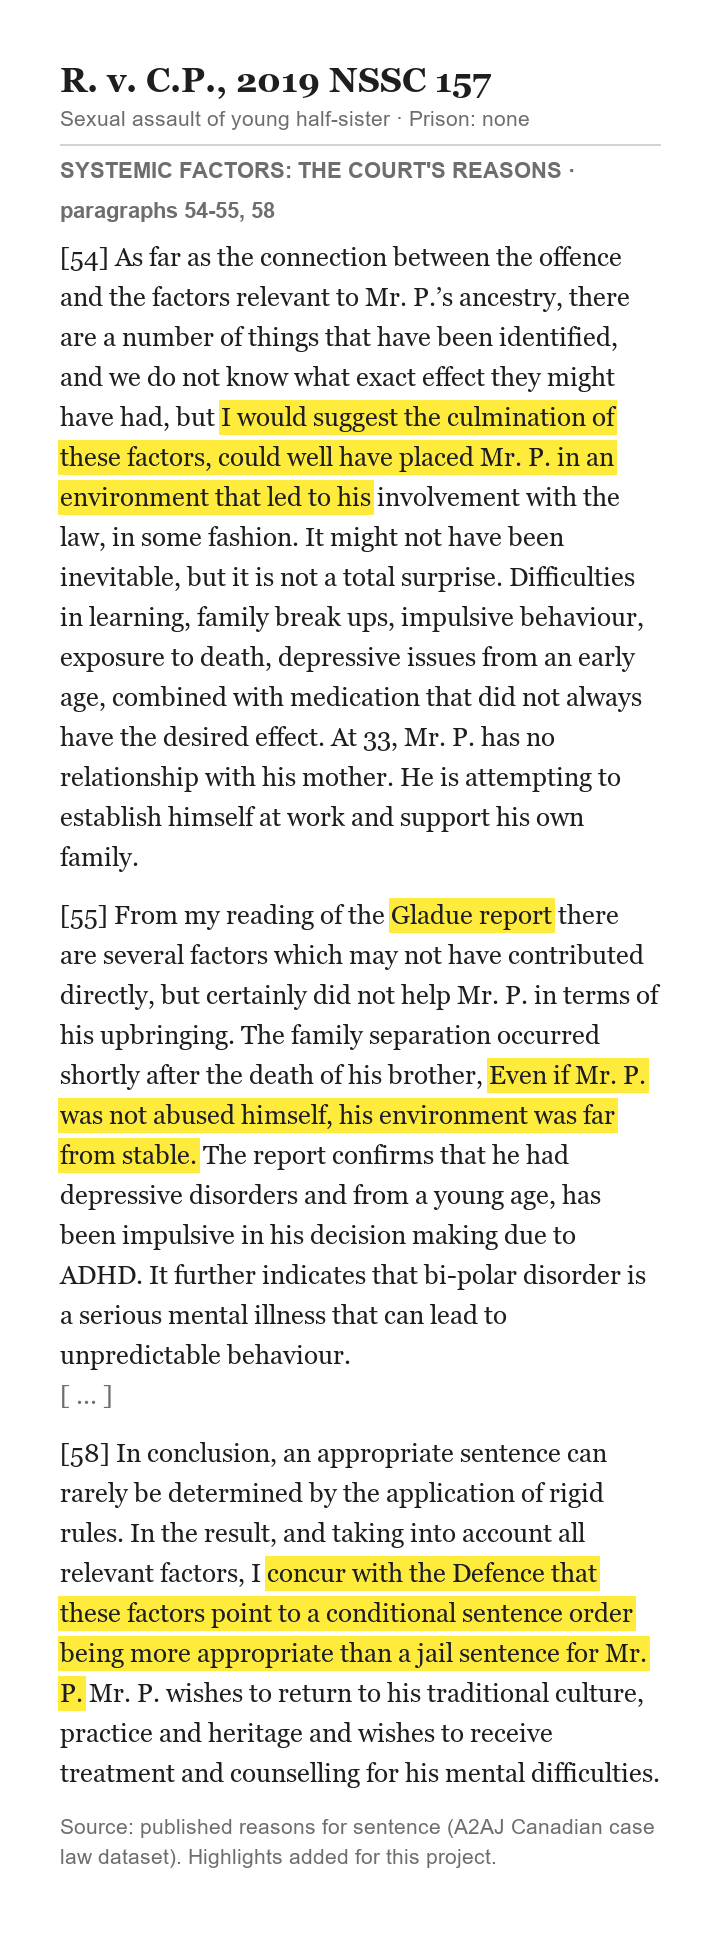 R. v. C.P., 2019 NSSC 157
Sexual assault of young half-sister · Prison: none
SYSTEMIC FACTORS: THE COURT'S REASONS ·
paragraphs 54-55, 58
[54] As far as the connection between the offence
and the factors relevant to Mr. P.’s ancestry, there
are a number of things that have been identified,
and we do not know what exact effect they might
have had, but I would suggest the culmination of
these factors, could well have placed Mr. P. in an
environment that led to his involvement with the
law, in some fashion. It might not have been
inevitable, but it is not a total surprise. Difficulties
in learning, family break ups, impulsive behaviour,
exposure to death, depressive issues from an early
age, combined with medication that did not always
have the desired effect. At 33, Mr. P. has no
relationship with his mother. He is attempting to
establish himself at work and support his own
family.
[55] From my reading of the Gladue report there
are several factors which may not have contributed
directly, but certainly did not help Mr. P. in terms of
his upbringing. The family separation occurred
shortly after the death of his brother, Even if Mr. P.
was not abused himself, his environment was far
from stable. The report confirms that he had
depressive disorders and from a young age, has
been impulsive in his decision making due to
ADHD. It further indicates that bi-polar disorder is
a serious mental illness that can lead to
unpredictable behaviour.
[ ... ]
[58] In conclusion, an appropriate sentence can
rarely be determined by the application of rigid
rules. In the result, and taking into account all
relevant factors, I concur with the Defence that
these factors point to a conditional sentence order
being more appropriate than a jail sentence for Mr.
P. Mr. P. wishes to return to his traditional culture,
practice and heritage and wishes to receive
treatment and counselling for his mental difficulties.
Source: published reasons for sentence (A2AJ Canadian case
law dataset). Highlights added for this project.